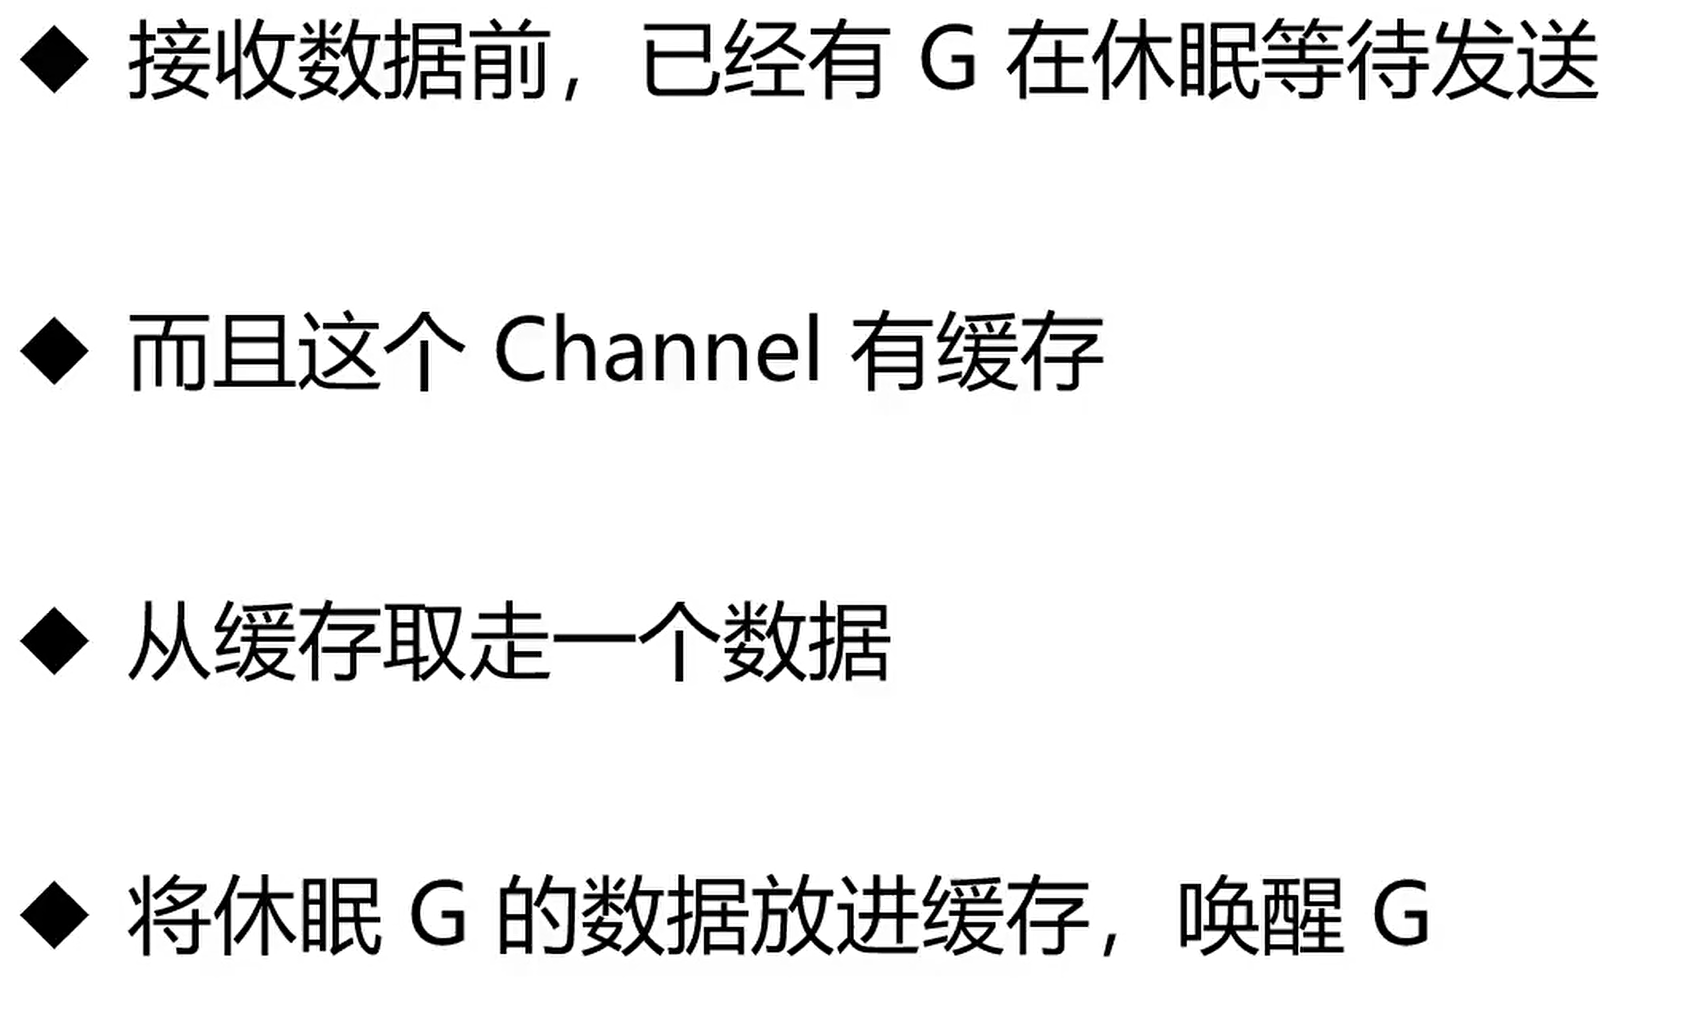 ◆ 接收数据前，已经有 G 在休眠等待发送
◆ 而且这个 Channel 有缓存
◆ 从缓存取走一个数据
◆ 将休眠 G 的数据放进缓存，唤醒 G